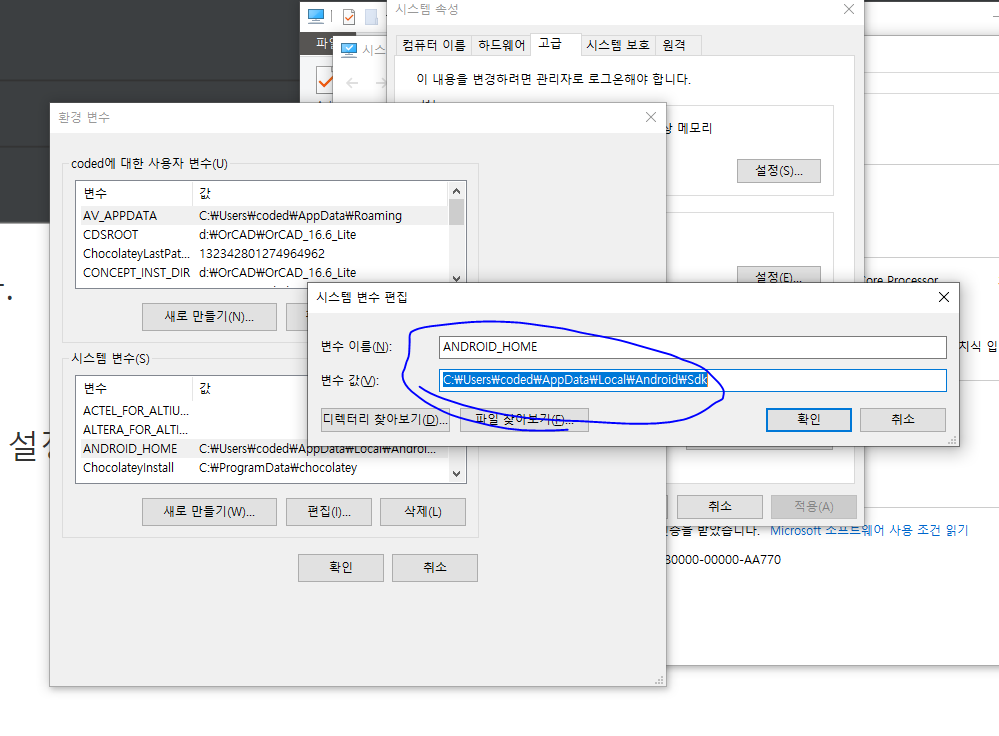 시스템 속성
파일
시스
컴퓨터 이름 하드웨어 고급 시스템 보호 원격
이 내용을 변경하려면 관리자로 로그온해야 합니다.
환경 변수
상 메모리
설정(S)...
coded에 대한 사용자 변수(U)
변수 값
AV_APPDATA C:₩Users₩coded₩AppData₩Roaming
CDSROOT d:₩OrCAD₩OrCAD_16.6_Lite
ChocolateyLastPat... 132342801274964962
CONCEPT_INST_DIR d:₩OrCAD₩OrCAD_16.6_Lite
설정(E)...
Core Processor
새로 만들기(N)...
시스템 변수 편집
변수 이름(N): ANDROID_HOME
변수 값(V): C:₩Users₩coded₩AppData₩Local₩Android₩Sdk
디렉터리 찾아보기(D)... 파일 찾아보기(F)... 확인 취소
치식 입
시스템 변수(S)
변수 값
ACTEL_FOR_ALTIU...
ALTERA_FOR_ALTI...
ANDROID_HOME C:₩Users₩coded₩AppData₩Local₩Androi...
ChocolateyInstall C:₩ProgramData₩chocolatey
설정
새로 만들기(W)... 편집(I)... 삭제(L)
취소 적용(A)
확인 취소
증을 받았습니다. Microsoft 소프트웨어 사용 조건 읽기
80000-00000-AA770